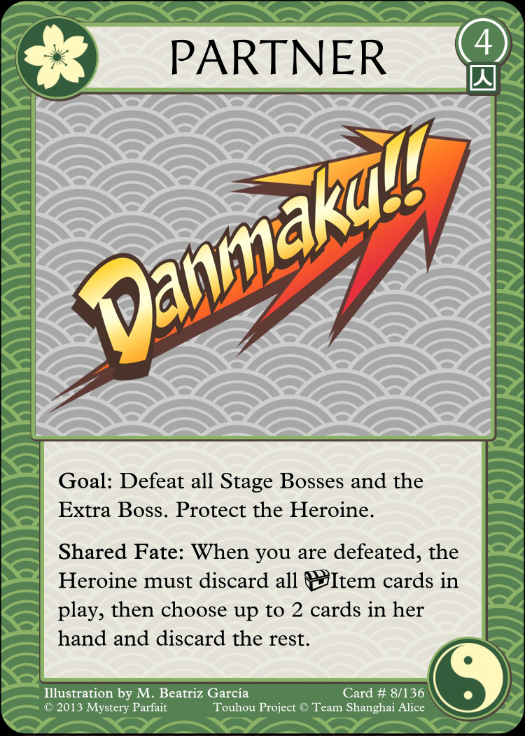 PARTNER
4
人
Danmaku!!
Goal: Defeat all Stage Bosses and the
Extra Boss. Protect the Heroine.
Shared Fate: When you are defeated, the
Heroine must discard all Item cards in
play, then choose up to 2 cards in her
hand and discard the rest.
Illustration by M. Beatriz García
Card # 8/136
© 2013 Mystery Parfait
Touhou Project © Team Shanghai Alice